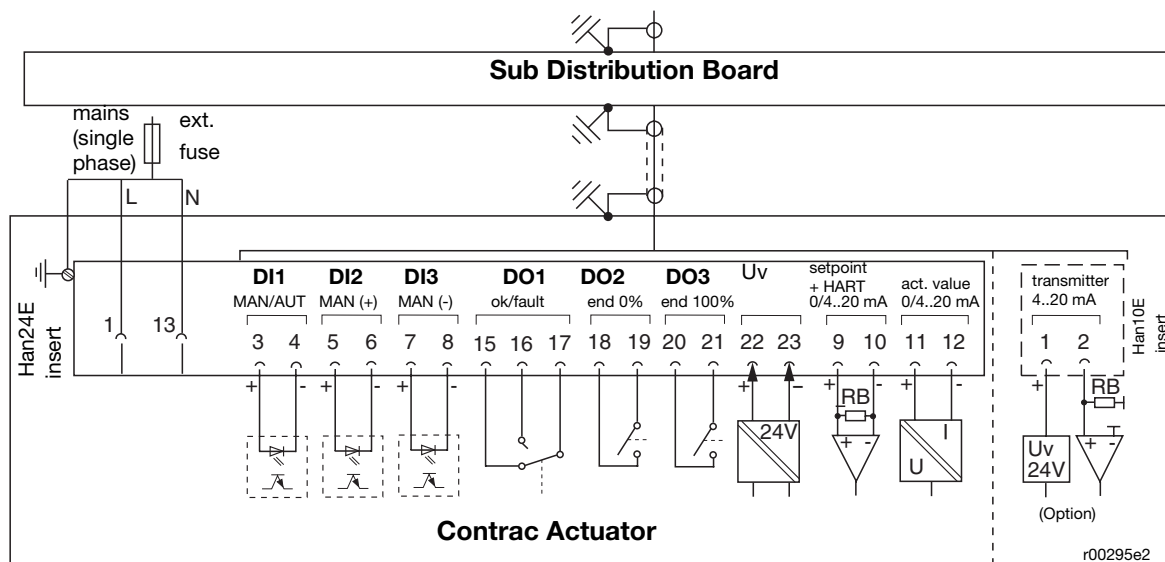 Sub Distribution Board
mains
(single
phase)
ext.
fuse
L
N
Han24E
insert
1
13
DI1
MAN/AUT
3 4
DI2
MAN (+)
5 6
DI3
MAN (-)
7 8
DO1
ok/fault
15 16 17
DO2
end 0%
18 19
DO3
end 100%
20 21
Uv
22 23
setpoint
+ HART
0/4..20 mA
9 10
act. value
0/4..20 mA
11 12
transmitter
4..20 mA
1 2
Han10E
insert
+ -
+ -
+ -
+ -
+ -
+ -
+
RB
RB
24V
+ -
I
U
Uv
24V
+ -
(Option)
Contrac Actuator
r00295e2